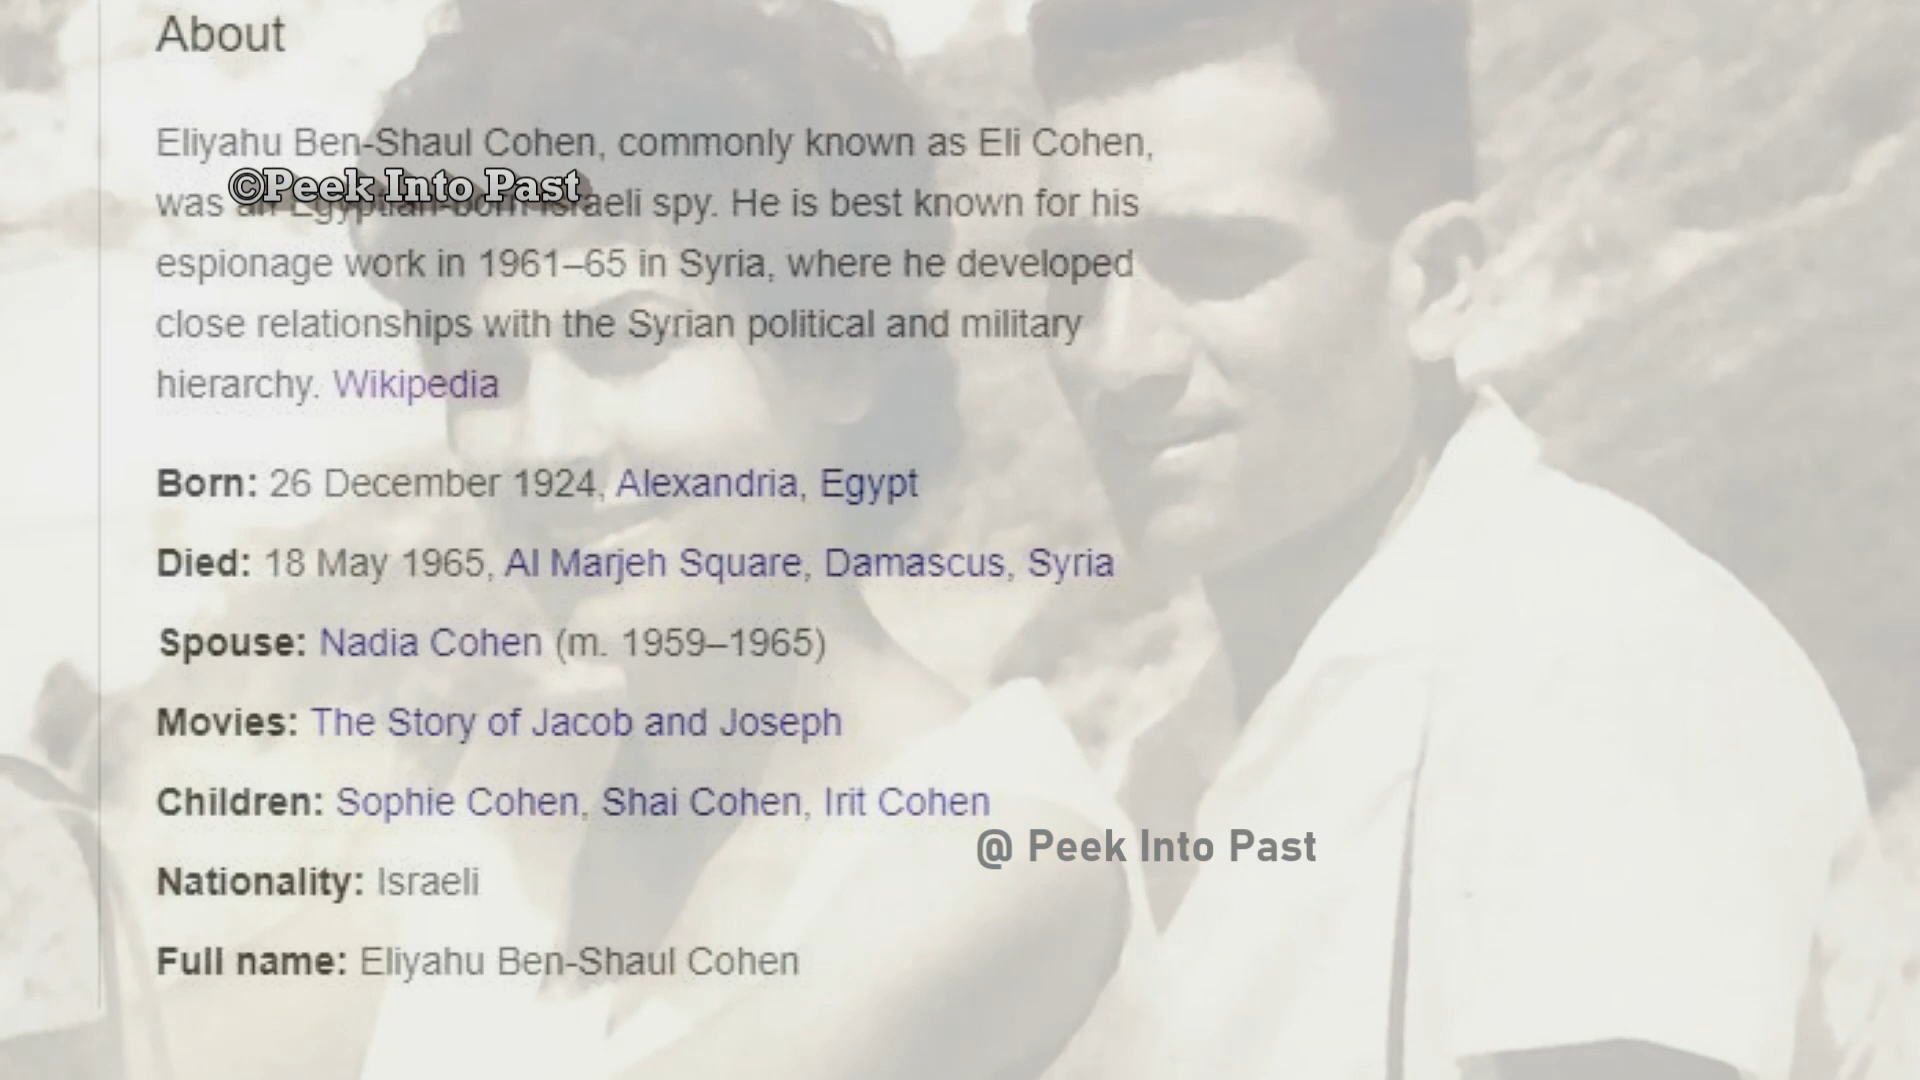 About
Eliyahu Ben-Shaul Cohen, commonly known as Eli Cohen,
©Peek Into Past
was an Egyptian-born Israeli spy. He is best known for his
espionage work in 1961–65 in Syria, where he developed
close relationships with the Syrian political and military
hierarchy. Wikipedia
Born: 26 December 1924, Alexandria, Egypt
Died: 18 May 1965, Al Marjeh Square, Damascus, Syria
Spouse: Nadia Cohen (m. 1959–1965)
Movies: The Story of Jacob and Joseph
Children: Sophie Cohen, Shai Cohen, Irit Cohen
@ Peek Into Past
Nationality: Israeli
Full name: Eliyahu Ben-Shaul Cohen